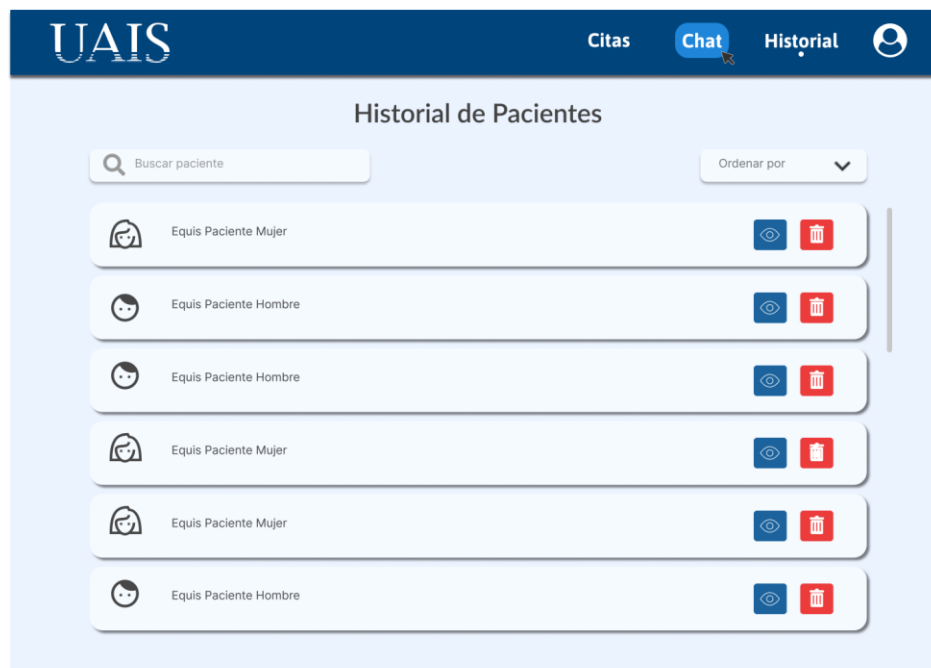 UAIS
Citas
Chat
Historial
Historial de Pacientes
Buscar paciente
Ordenar por
Equis Paciente Mujer
Equis Paciente Hombre
Equis Paciente Hombre
Equis Paciente Mujer
Equis Paciente Mujer
Equis Paciente Hombre